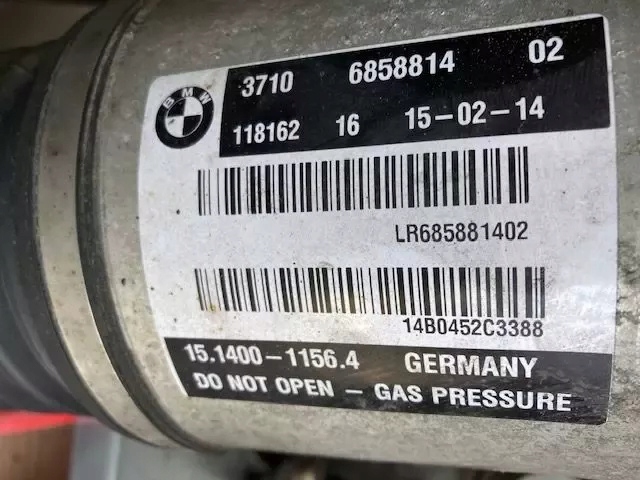 BMW
3710 6858814 02
118162 16 15-02-14
LR685881402
14B0452C3388
15.1400-1156.4 GERMANY
DO NOT OPEN - GAS PRESSURE